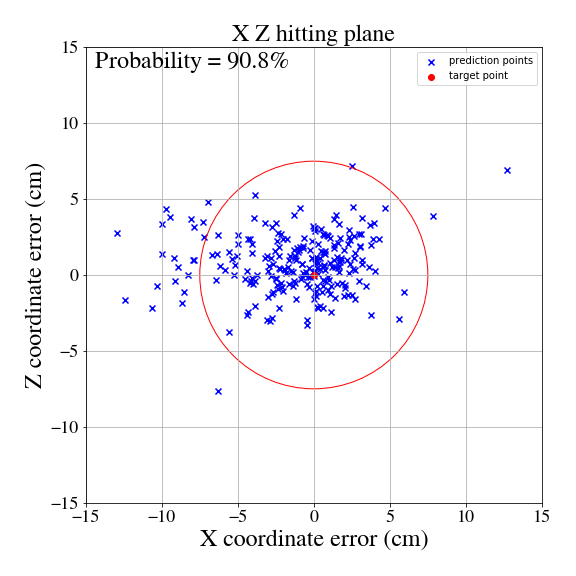 X Z hitting plane
Probability = 90.8%
prediction points
target point
Z coordinate error (cm)
15
10
5
0
−5
−10
−15
−15
−10
−5
0
5
10
15
X coordinate error (cm)